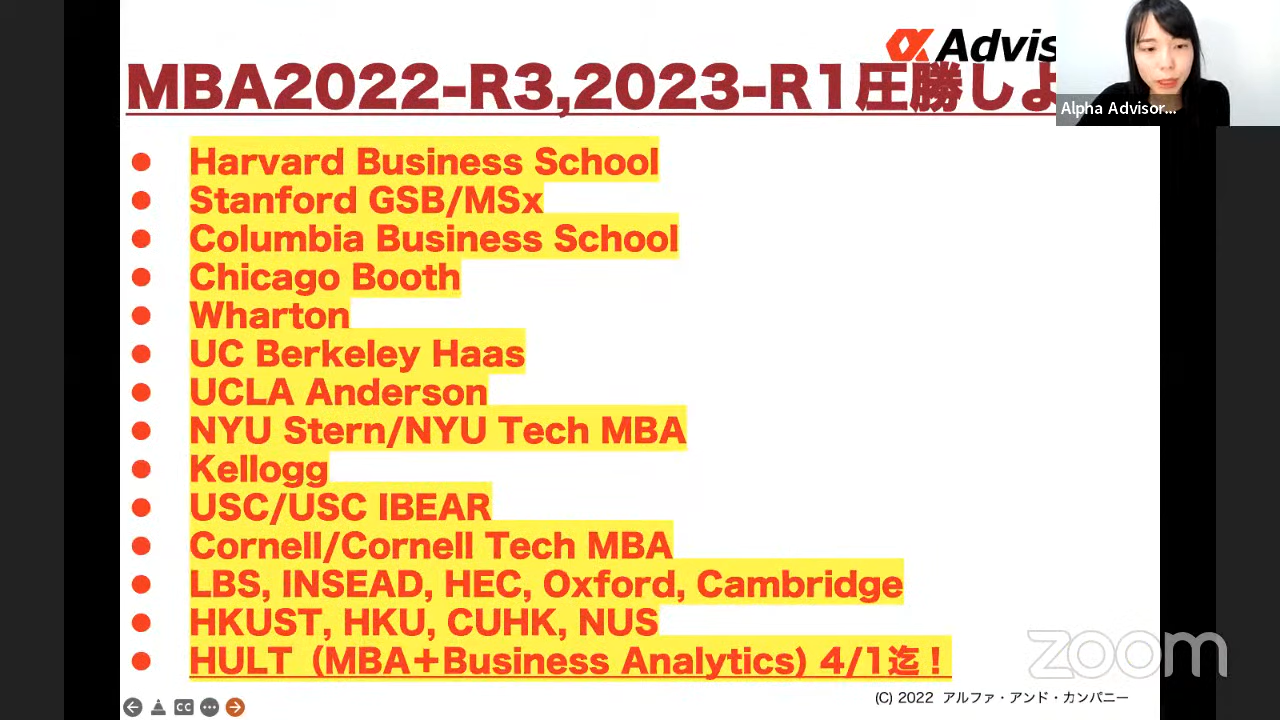 Advis
MBA2022-R3,2023-R1圧勝しよ
Alpha Advisor...
Harvard Business School
Stanford GSB/MSx
Columbia Business School
Chicago Booth
Wharton
UC Berkeley Haas
UCLA Anderson
NYU Stern/NYU Tech MBA
Kellogg
USC/USC IBEAR
Cornell/Cornell Tech MBA
LBS, INSEAD, HEC, Oxford, Cambridge
HKUST, HKU, CUHK, NUS
HULT（MBA＋Business Analytics) 4/1迄！
zoom
(C) 2022 アルファ・アンド・カンパニー
CC